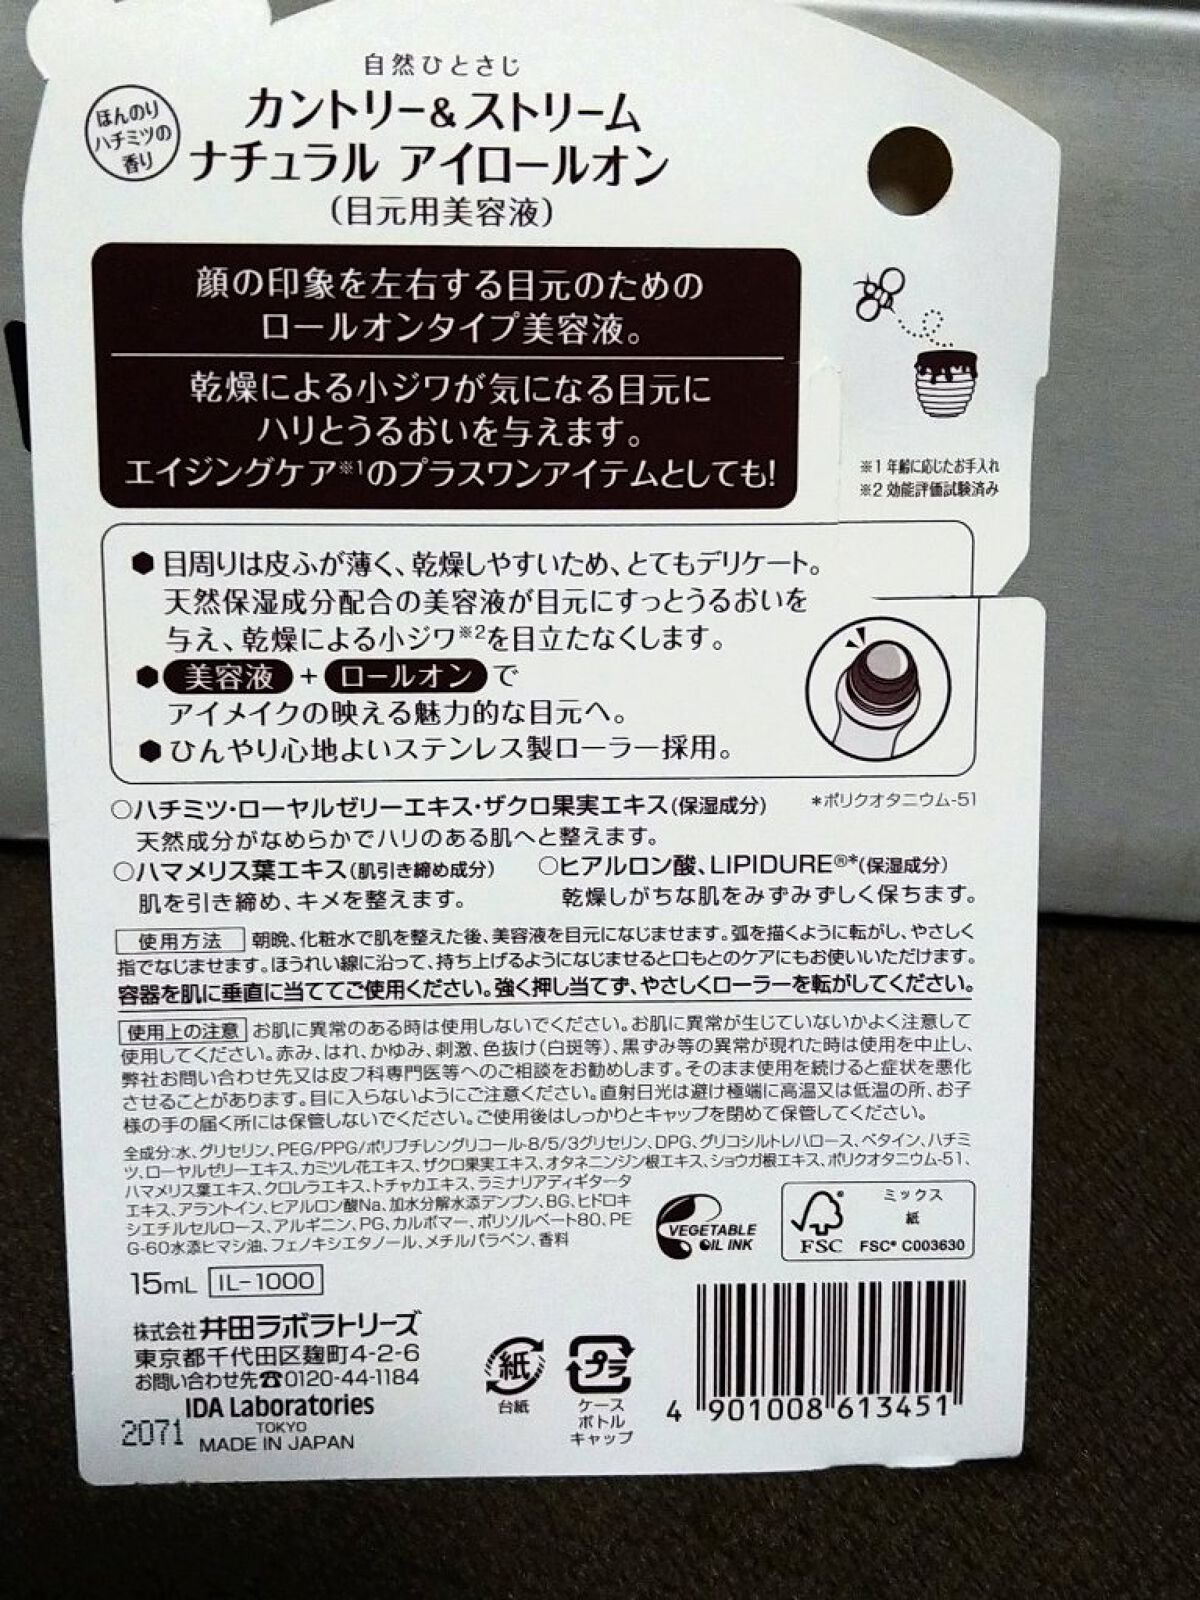 自然ひとさじ
ほんのり
ハチミツの
香り
カントリー&ストリーム
ナチュラル アイロールオン
(目元用美容液)
顔の印象を左右する目元のための
ロールオンタイプ美容液。
乾燥による小ジワが気になる目元に
ハリとうるおいを与えます。
エイジングケア※1のプラスワンアイテムとしても!
※1 年齢に応じたお手入れ
※2 効能評価試験済み
●目周りは皮ふが薄く、乾燥しやすいため、とてもデリケート。
天然保湿成分配合の美容液が目元にすっとうるおいを
与え、乾燥による小ジワ※2を目立たなくします。
●美容液+ロールオンで
アイメイクの映える魅力的な目元へ。
●ひんやり心地よいステンレス製ローラー採用。
○ハチミツ・ローヤルゼリーエキス・ザクロ果実エキス(保湿成分) *ポリクオタニウム-51
天然成分がなめらかでハリのある肌へと整えます。
○ハマメリス葉エキス(肌引き締め成分) ○ヒアルロン酸、LIPIDURE®*(保湿成分)
肌を引き締め、キメを整えます。 乾燥しがちな肌をみずみずしく保ちます。
使用方法 朝晩、化粧水で肌を整えた後、美容液を目元になじませます。弧を描くように転がし、やさしく
指でなじませます。ほうれい線に沿って、持ち上げるようになじませると口もとのケアにもお使いいただけます。
容器を肌に垂直に当ててご使用ください。強く押し当てず、やさしくローラーを転がしてください。
使用上の注意 お肌に異常のある時は使用しないでください。お肌に異常が生じていないかよく注意して
使用してください。赤み、はれ、かゆみ、刺激、色抜け(白斑等)、黒ずみ等の異常が現れた時は使用を中止し、
弊社お問い合わせ先又は皮フ科専門医等へのご相談をお勧めします。そのまま使用を続けると症状を悪化
させることがあります。目に入らないようにご注意ください。直射日光は避け極端に高温又は低温の所、お子
様の手の届く所には保管しないでください。ご使用後はしっかりとキャップを閉めて保管してください。
全成分:水、グリセリン、PEG/PPG/ポリブチレングリコール-8/5/3グリセリン、DPG、グリコシルトレハロース、ベタイン、ハチミ
ツ、ローヤルゼリーエキス、カミツレ花エキス、ザクロ果実エキス、オタネニンジン根エキス、ショウガ根エキス、ポリクオタニウム-51、
ハマメリス葉エキス、クロレラエキス、トチャカエキス、ラミナリアディギタータ
エキス、アラントイン、ヒアルロン酸Na、加水分解水添デンプン、BG、ヒドロキ
シエチルセルロース、アルギニン、PG、カルボマー、ポリソルベート80、PE
G-60水添ヒマシ油、フェノキシエタノール、メチルパラベン、香料
VEGETABLE
OIL INK
FSC®
ミックス
紙
FSC® C003630
15mL IL-1000
株式会社井田ラボラトリーズ
東京都千代田区麹町4-2-6
お問い合わせ先☎0120-44-1184
IDA Laboratories
TOKYO
MADE IN JAPAN
2071
紙
台紙
プラ
ケース
ボトル
キャップ
4 901008 613451